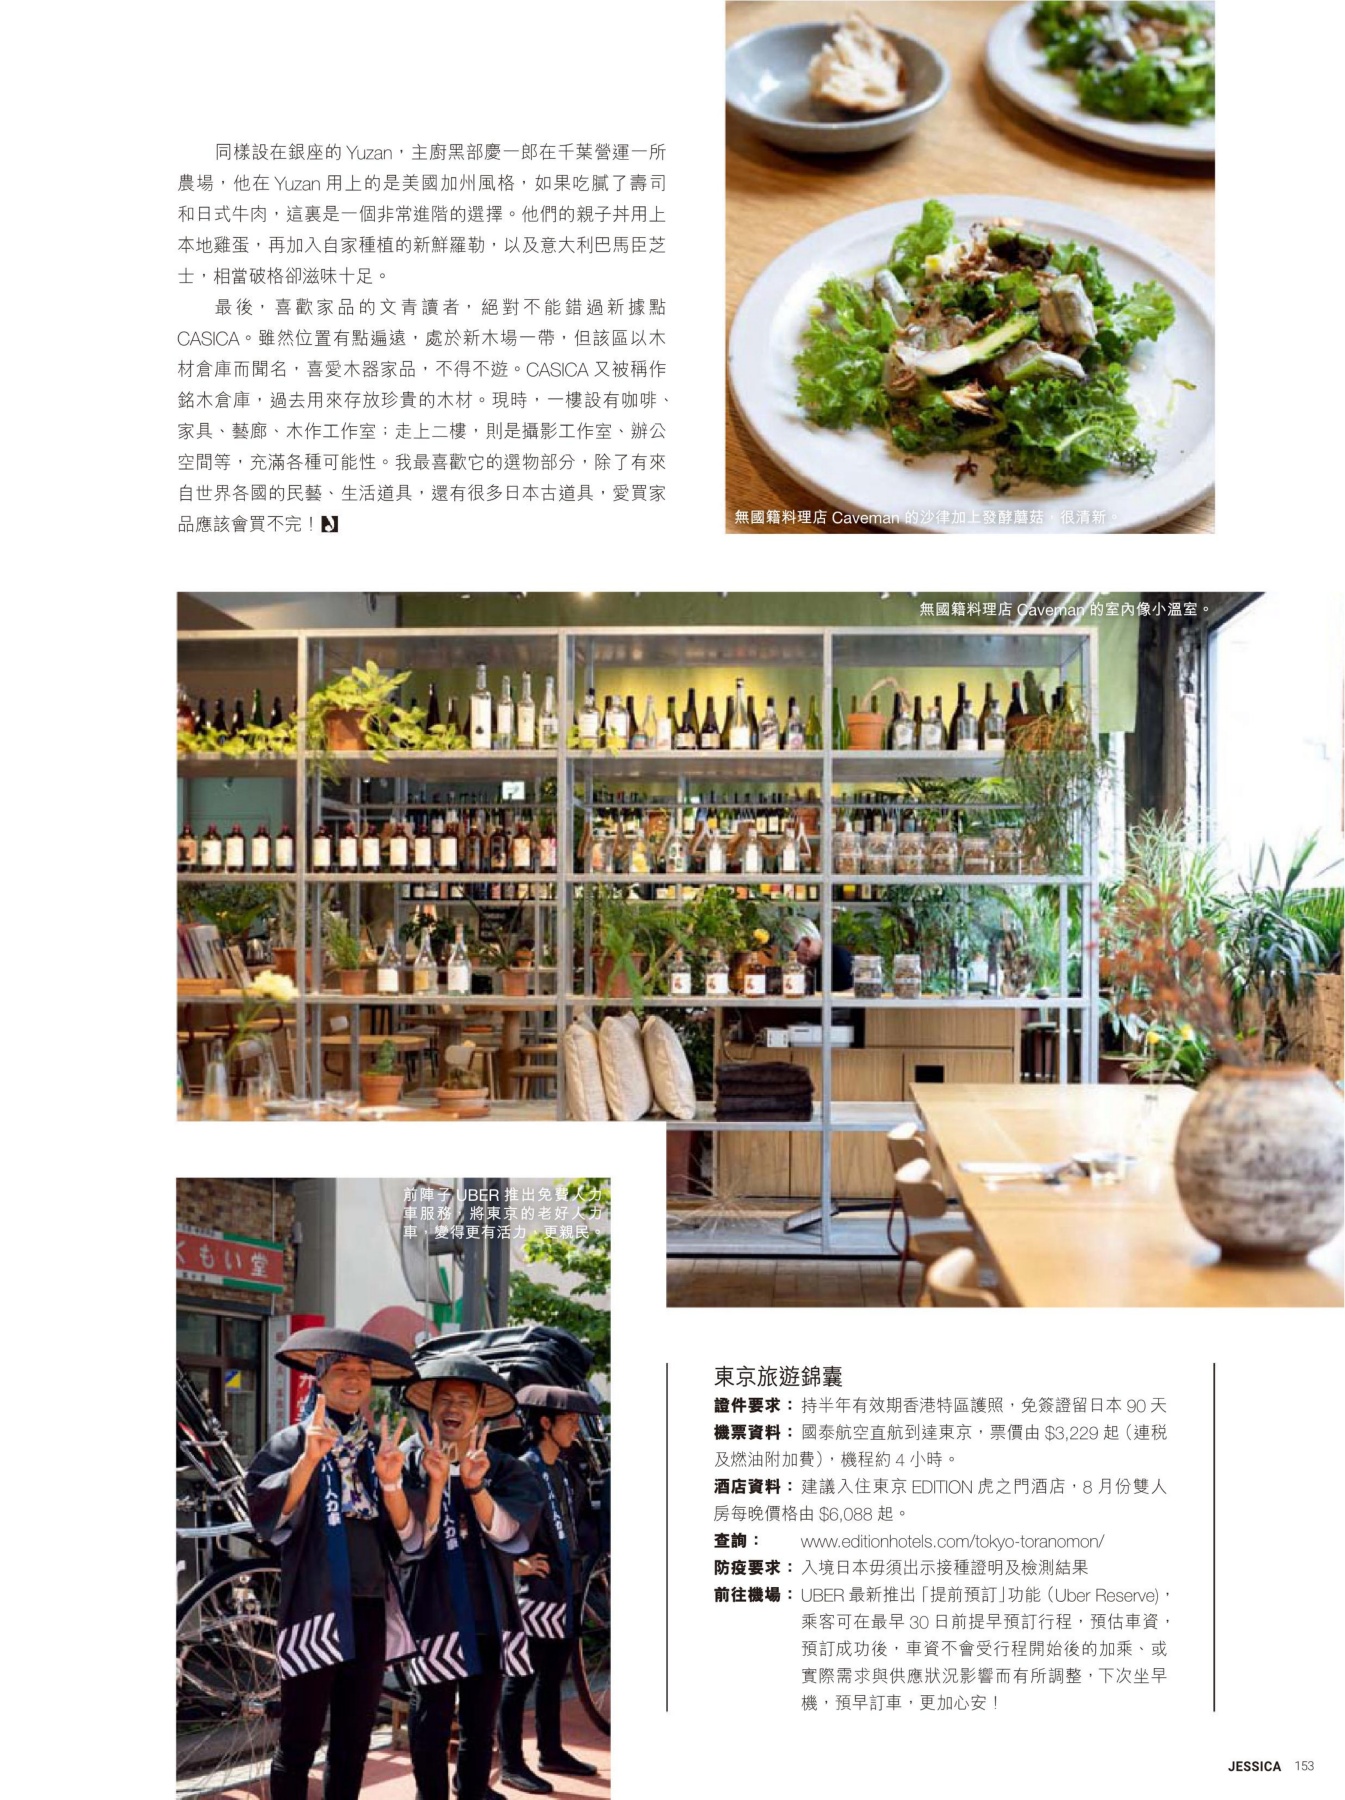 同樣設在銀座的 Yuzan，主廚黑部慶一郎在千葉營運一所
農場，他在 Yuzan 用上的是美國加州風格，如果吃膩了壽司
和日式牛肉，這裏是一個非常進階的選擇。他們的親子丼用上
本地雞蛋，再加入自家種植的新鮮羅勒，以及意大利巴馬臣芝
士，相當破格卻滋味十足。
最後，喜歡家品的文青讀者，絕對不能錯過新據點
CASICA。雖然位置有點遍遠，處於新木場一帶，但該區以木
材倉庫而聞名，喜愛木器家品，不得不遊。CASICA 又被稱作
銘木倉庫，過去用來存放珍貴的木材。現時，一樓設有咖啡、
家具、藝廊、木作工作室；走上二樓，則是攝影工作室、辦公
空間等，充滿各種可能性。我最喜歡它的選物部分，除了有來
自世界各國的民藝、生活道具，還有很多日本古道具，愛買家
品應該會買不完！
無國籍料理店 Caveman 的沙律加上發酵蘑菇，很清新。
無國籍料理店 Caveman 的室內像小溫室。
前陣子 UBER 推出免費人力
車服務，將東京的老好人力
車，變得更有活力，更親民。
くもい堂
ウーバー人力車
ウーバー人力車
東京旅遊錦囊
證件要求：持半年有效期香港特區護照，免簽證留日本 90 天
機票資料：國泰航空直航到達東京，票價由 $3,229 起（連稅
及燃油附加費），機程約 4 小時。
酒店資料：建議入住東京 EDITION 虎之門酒店，8 月份雙人
房每晚價格由 $6,088 起。
查詢： www.editionhotels.com/tokyo-toranomon/
防疫要求：入境日本毋須出示接種證明及檢測結果
前往機場：UBER 最新推出「提前預訂」功能（Uber Reserve），
乘客可在最早 30 日前提早預訂行程，預估車資，
預訂成功後，車資不會受行程開始後的加乘、或
實際需求與供應狀況影響而有所調整，下次坐早
機，預早訂車，更加心安！
JESSICA 153